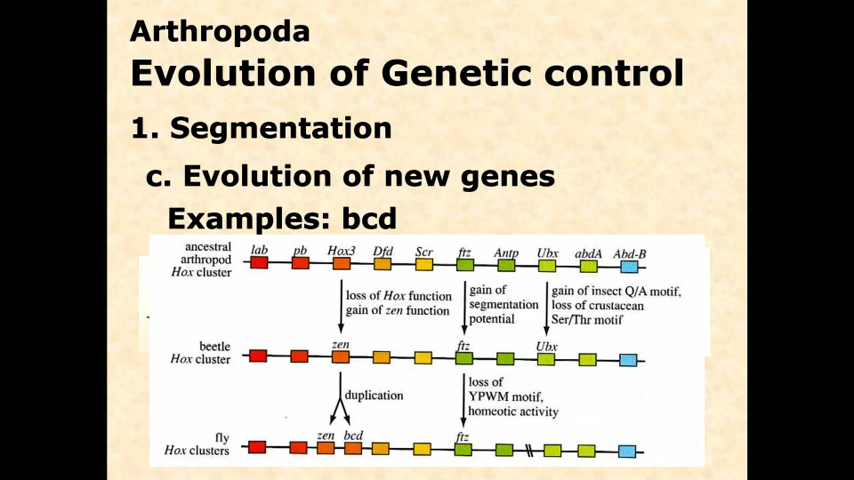 Arthropoda
Evolution of Genetic control
1. Segmentation
c. Evolution of new genes
Examples: bcd
ancestral
arthropod
Hox cluster
lab pb Hox3 Dfd Scr ftz Antp Ubx abdA Abd-B
loss of Hox function
gain of zen function
gain of
segmentation
potential
gain of insect Q/A motif,
loss of crustacean
Ser/Thr motif
beetle
Hox cluster
zen ftz Ubx
duplication
loss of
YPWM motif,
homeotic activity
fly
Hox clusters
zen bcd ftz